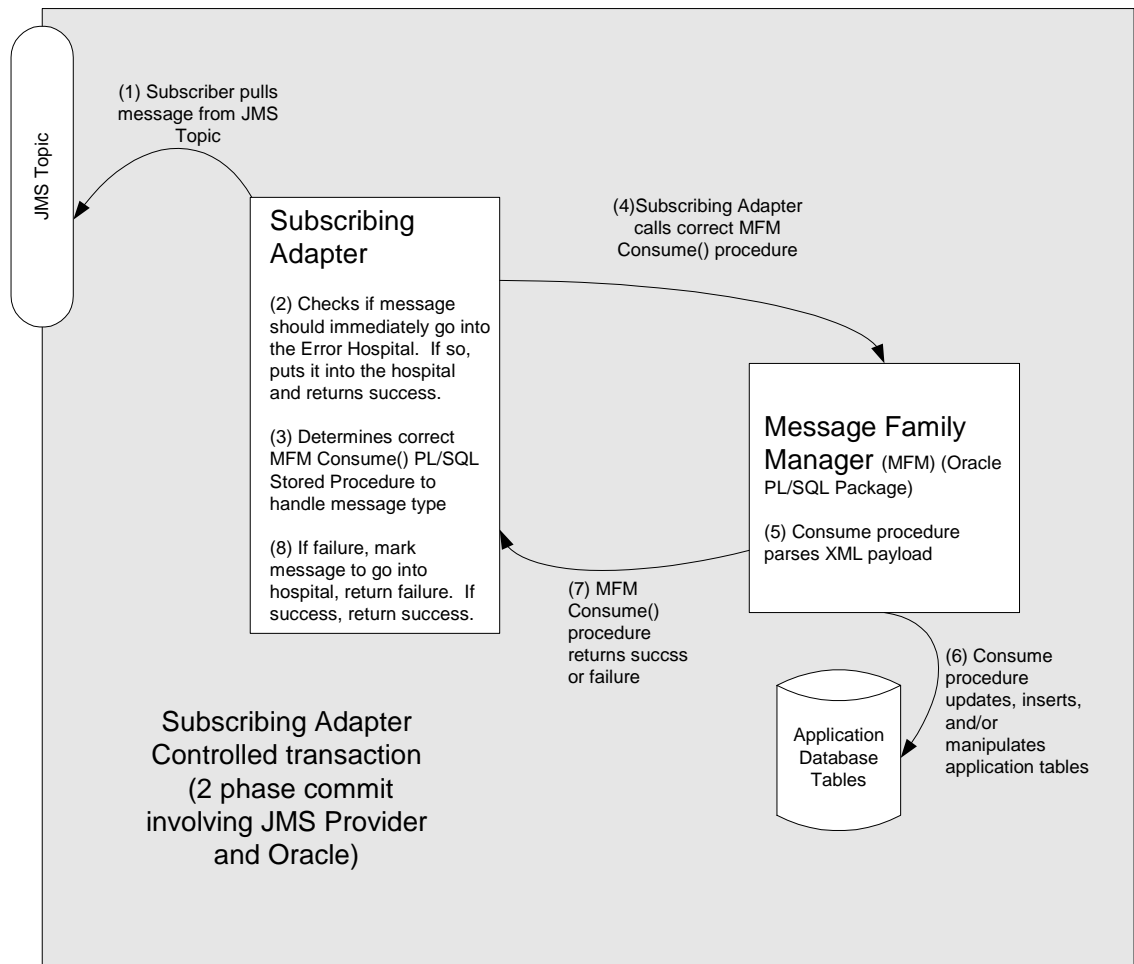 JMS Topic
(1) Subscriber pulls
message from JMS
Topic
Subscribing
Adapter
(2) Checks if message
should immediately go into
the Error Hospital.  If so,
puts it into the hospital
and returns success.
(3) Determines correct
MFM Consume() PL/SQL
Stored Procedure to
handle message type
(8) If failure, mark
message to go into
hospital, return failure.  If
success, return success.
(4)Subscribing Adapter
calls correct MFM
Consume() procedure
Message Family
Manager (MFM) (Oracle
PL/SQL Package)
(5) Consume procedure
parses XML payload
(7) MFM
Consume()
procedure
returns succss
or failure
(6) Consume
procedure
updates, inserts,
and/or
manipulates
application tables
Application
Database
Tables
Subscribing Adapter
Controlled transaction
(2 phase commit
involving JMS Provider
and Oracle)